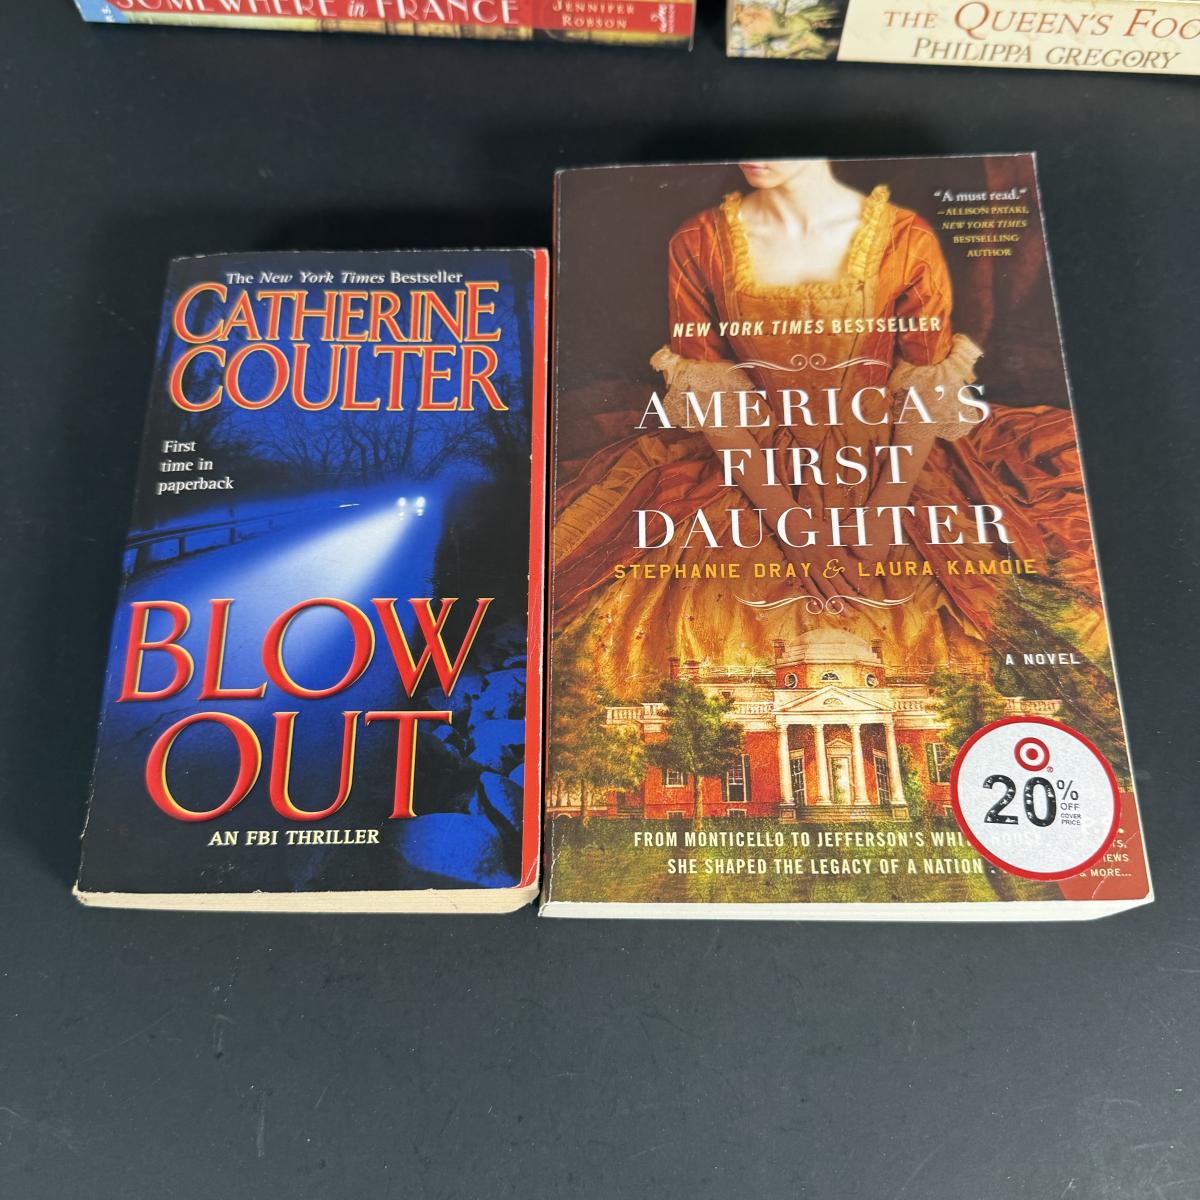 SOMEWHERE in FRANCE
JENNIFER
ROBSON
THE QUEEN'S FOO
PHILIPPA GREGORY
The New York Times Bestseller
CATHERINE
COULTER
First
time in
paperback
BLOW
OUT
AN FBI THRILLER
"A must read."
—ALLISON PATAKI,
NEW YORK TIMES
BESTSELLING
AUTHOR
NEW YORK TIMES BESTSELLER
AMERICA'S
FIRST
DAUGHTER
STEPHANIE DRAY & LAURA KAMOIE
A NOVEL
20%
OFF
COVER
PRICE
FROM MONTICELLO TO JEFFERSON'S WHI
SHE SHAPED THE LEGACY OF A NATION . .
& MORE...